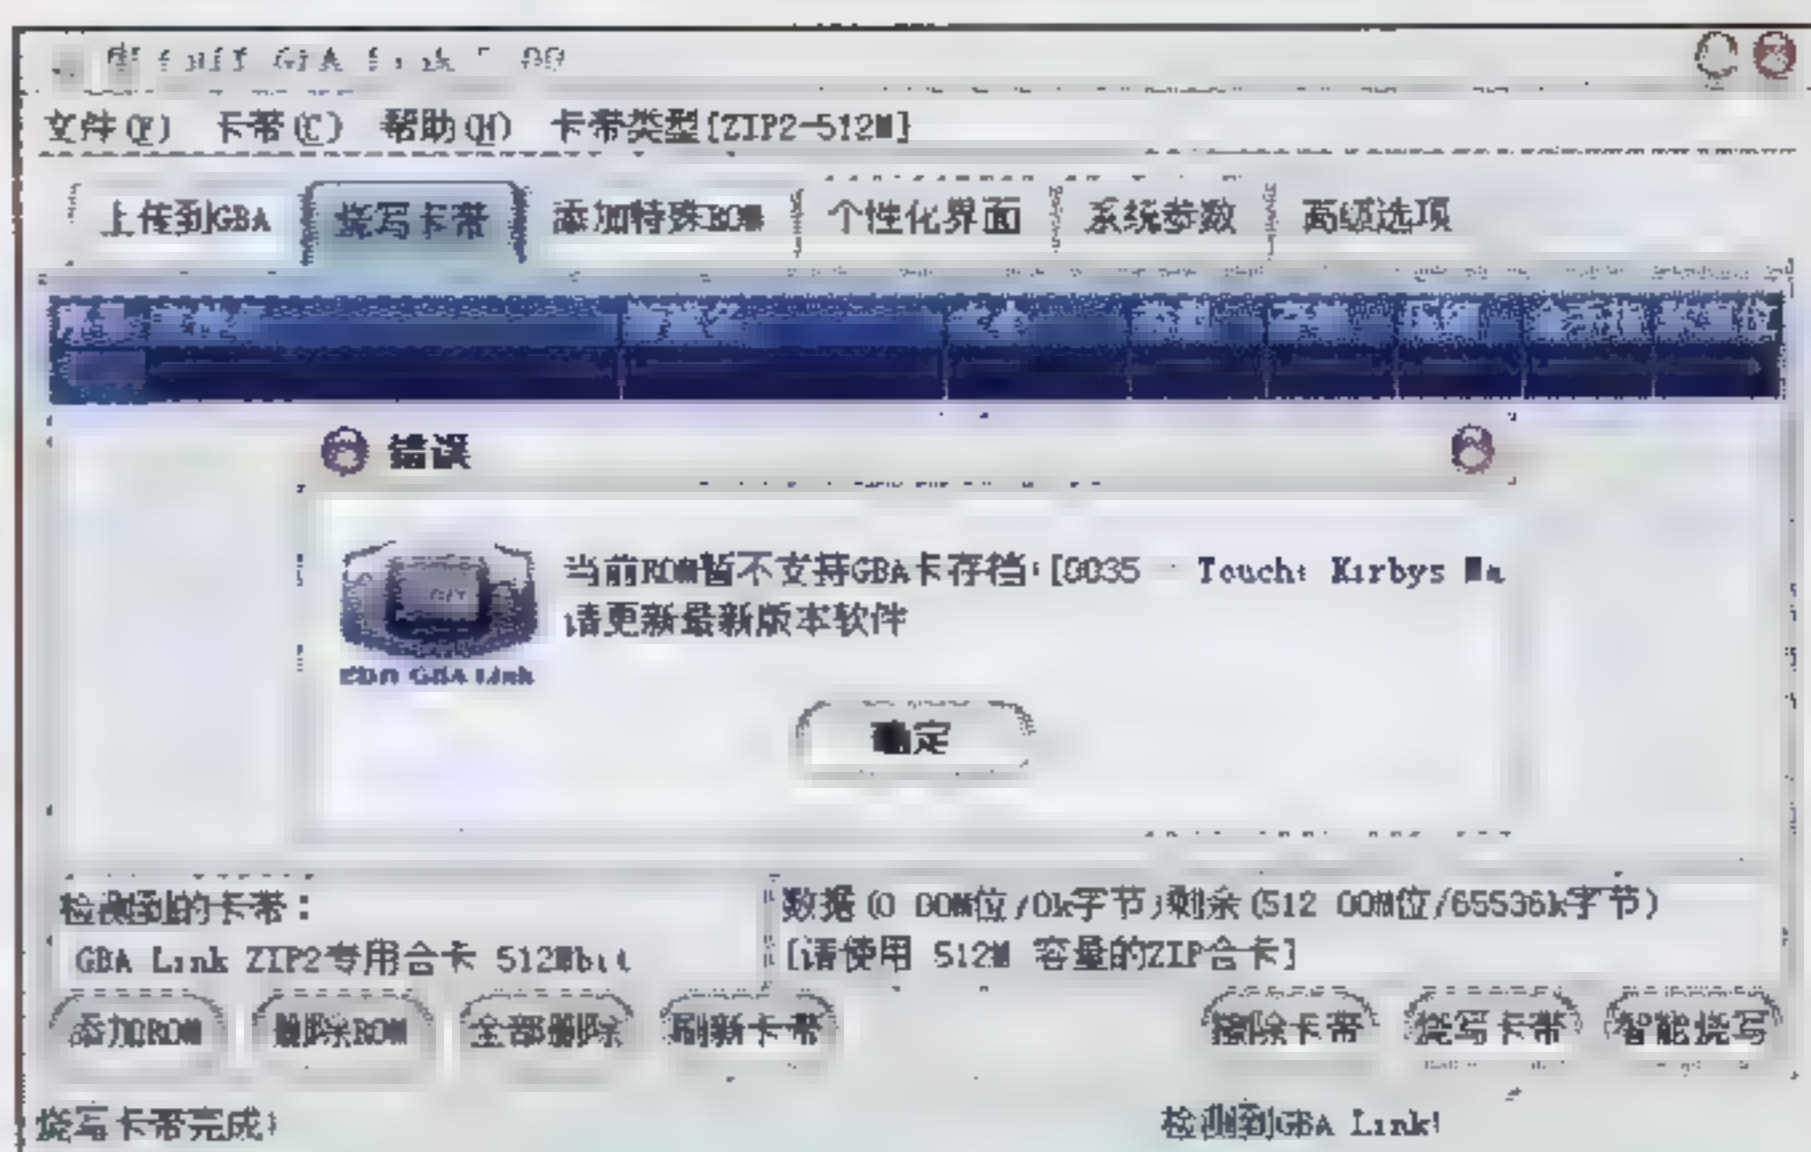 文件(F) 卡带(C) 帮助(H) 卡带类型[ZIP2-512M]
上传到GBA 烧写卡带 添加特殊ROM 个性化界面 系统参数 高级选项
错误
当前ROM暂不支持GBA卡存档:[0035 - Touch! Kirbys Ma
请更新最新版本软件
GBA Link
确定
检测到的卡带:
数据(0.00M位/0k字节)剩余(512.00M位/65536k字节)
GBA Link ZIP2专用合卡 512Mbit
[请使用 512M 容量的ZIP合卡]
添加ROM 删除ROM 全部删除 刷新卡带 擦除卡带 烧写卡带 智能烧写
烧写卡带完成! 检测到GBA Link!